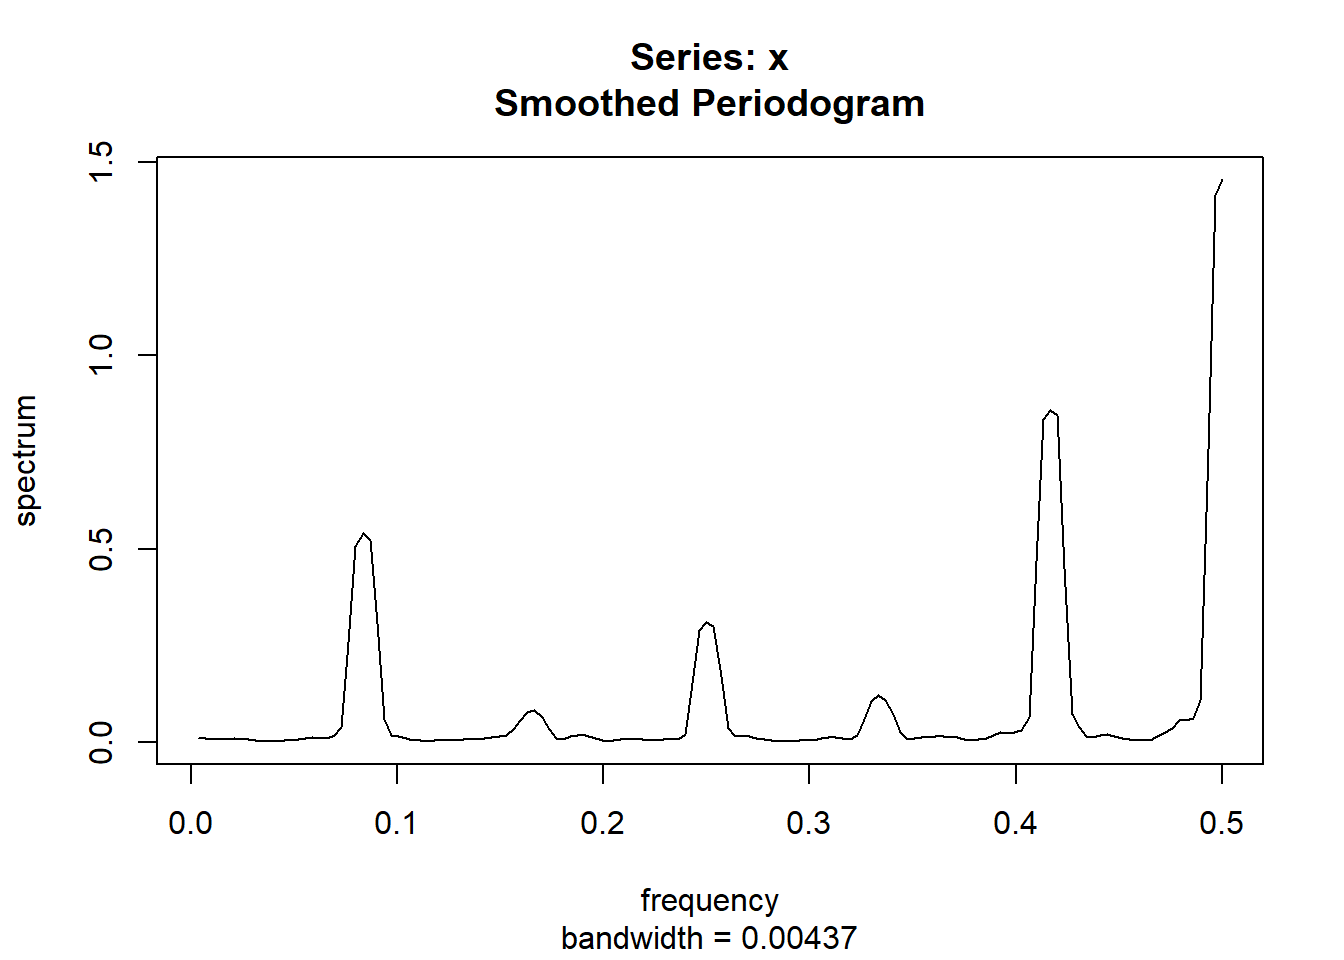 Series: x
Smoothed Periodogram
spectrum
1.5
1.0
0.5
0.0
0.0 0.1 0.2 0.3 0.4 0.5
frequency
bandwidth = 0.00437